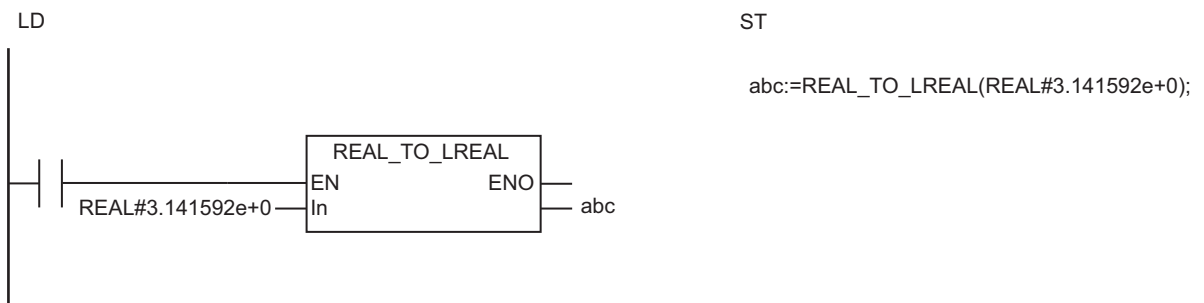 LD
ST
abc:=REAL_TO_LREAL(REAL#3.141592e+0);
REAL_TO_LREAL
EN ENO
REAL#3.141592e+0 In abc